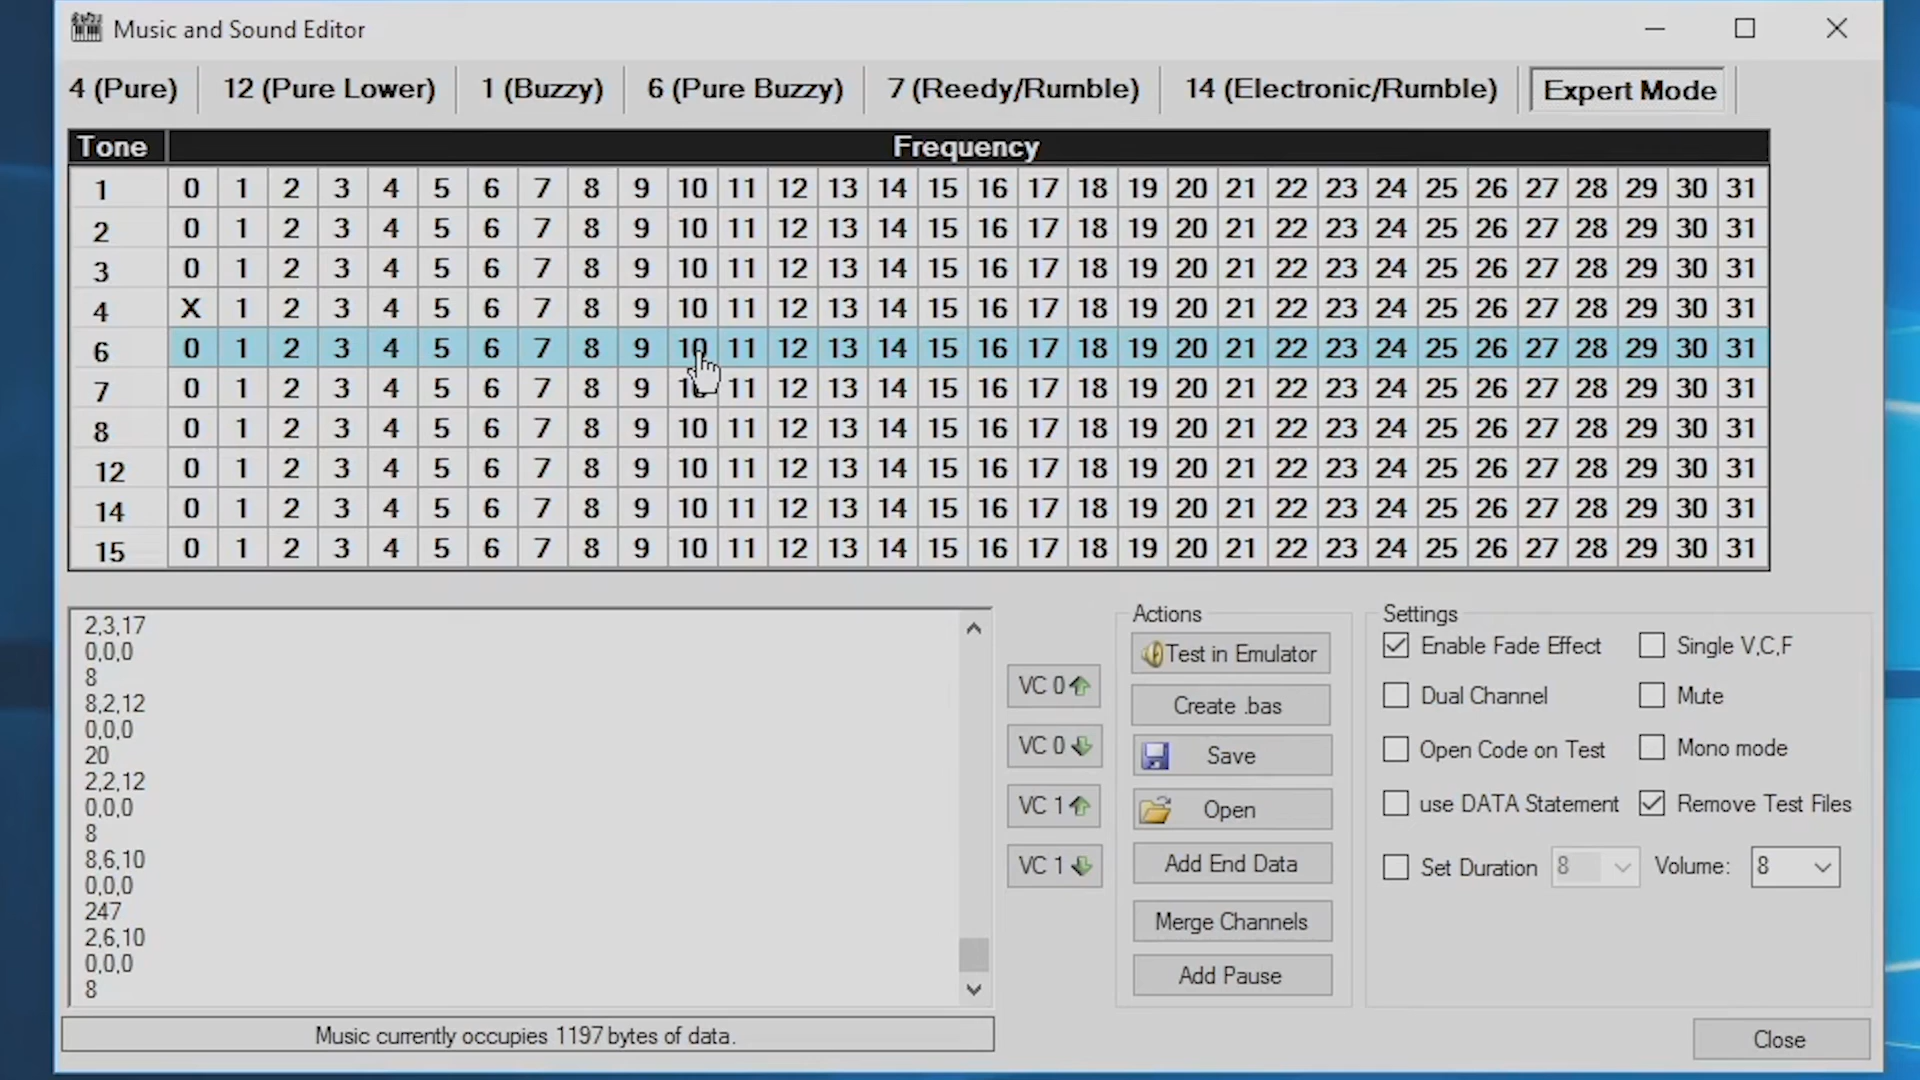 Music and Sound Editor
4 (Pure) 12 (Pure Lower) 1 (Buzzy) 6 (Pure Buzzy) 7 (Reedy/Rumble) 14 (Electronic/Rumble) Expert Mode
Tone Frequency
1 0 1 2 3 4 5 6 7 8 9 10 11 12 13 14 15 16 17 18 19 20 21 22 23 24 25 26 27 28 29 30 31
2 0 1 2 3 4 5 6 7 8 9 10 11 12 13 14 15 16 17 18 19 20 21 22 23 24 25 26 27 28 29 30 31
3 0 1 2 3 4 5 6 7 8 9 10 11 12 13 14 15 16 17 18 19 20 21 22 23 24 25 26 27 28 29 30 31
4 X 1 2 3 4 5 6 7 8 9 10 11 12 13 14 15 16 17 18 19 20 21 22 23 24 25 26 27 28 29 30 31
6 0 1 2 3 4 5 6 7 8 9 10 11 12 13 14 15 16 17 18 19 20 21 22 23 24 25 26 27 28 29 30 31
7 0 1 2 3 4 5 6 7 8 9 10 11 12 13 14 15 16 17 18 19 20 21 22 23 24 25 26 27 28 29 30 31
8 0 1 2 3 4 5 6 7 8 9 10 11 12 13 14 15 16 17 18 19 20 21 22 23 24 25 26 27 28 29 30 31
12 0 1 2 3 4 5 6 7 8 9 10 11 12 13 14 15 16 17 18 19 20 21 22 23 24 25 26 27 28 29 30 31
14 0 1 2 3 4 5 6 7 8 9 10 11 12 13 14 15 16 17 18 19 20 21 22 23 24 25 26 27 28 29 30 31
15 0 1 2 3 4 5 6 7 8 9 10 11 12 13 14 15 16 17 18 19 20 21 22 23 24 25 26 27 28 29 30 31
2,3,17
0,0,0
8
8,2,12
0,0,0
20
2,2,12
0,0,0
8
8,6,10
0,0,0
247
2,6,10
0,0,0
8
Music currently occupies 1197 bytes of data.
VC 0
VC 0
VC 1
VC 1
Actions
Test in Emulator
Create .bas
Save
Open
Add End Data
Merge Channels
Add Pause
Settings
Enable Fade Effect Single V,C,F
Dual Channel Mute
Open Code on Test Mono mode
use DATA Statement Remove Test Files
Set Duration 8 Volume: 8
Close